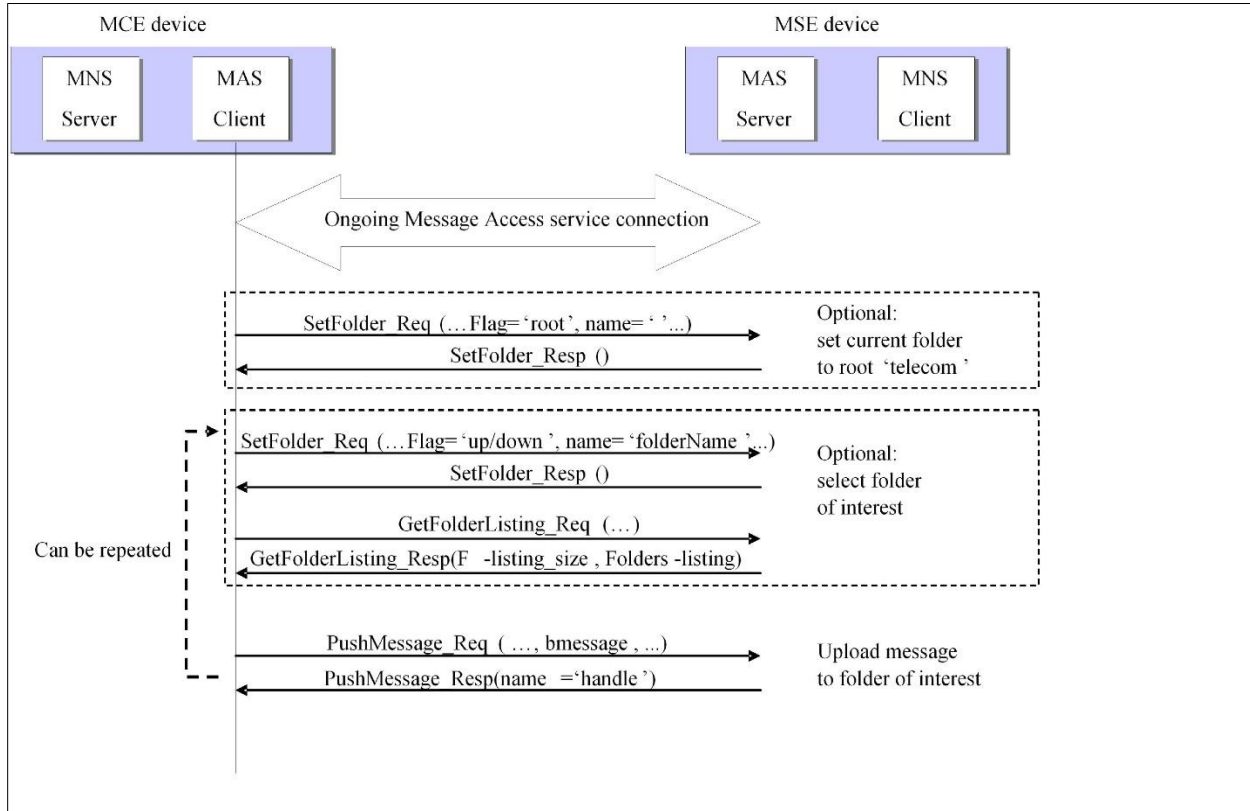 MCE device
MSE device
MNS
Server
MAS
Client
MAS
Server
MNS
Client
Ongoing Message Access service connection
SetFolder_Req (…Flag= ‘root’, name= ‘ ’...)
SetFolder_Resp ()
Optional:
set current folder
to root ‘telecom ’
SetFolder_Req (…Flag= ‘up/down ’, name= ‘folderName ’...)
SetFolder_Resp ()
GetFolderListing_Req (…)
GetFolderListing_Resp(F -listing_size , Folders -listing)
Optional:
select folder
of interest
Can be repeated
PushMessage_Req ( …, bmessage , ...)
PushMessage_Resp(name =‘handle ’)
Upload message
to folder of interest